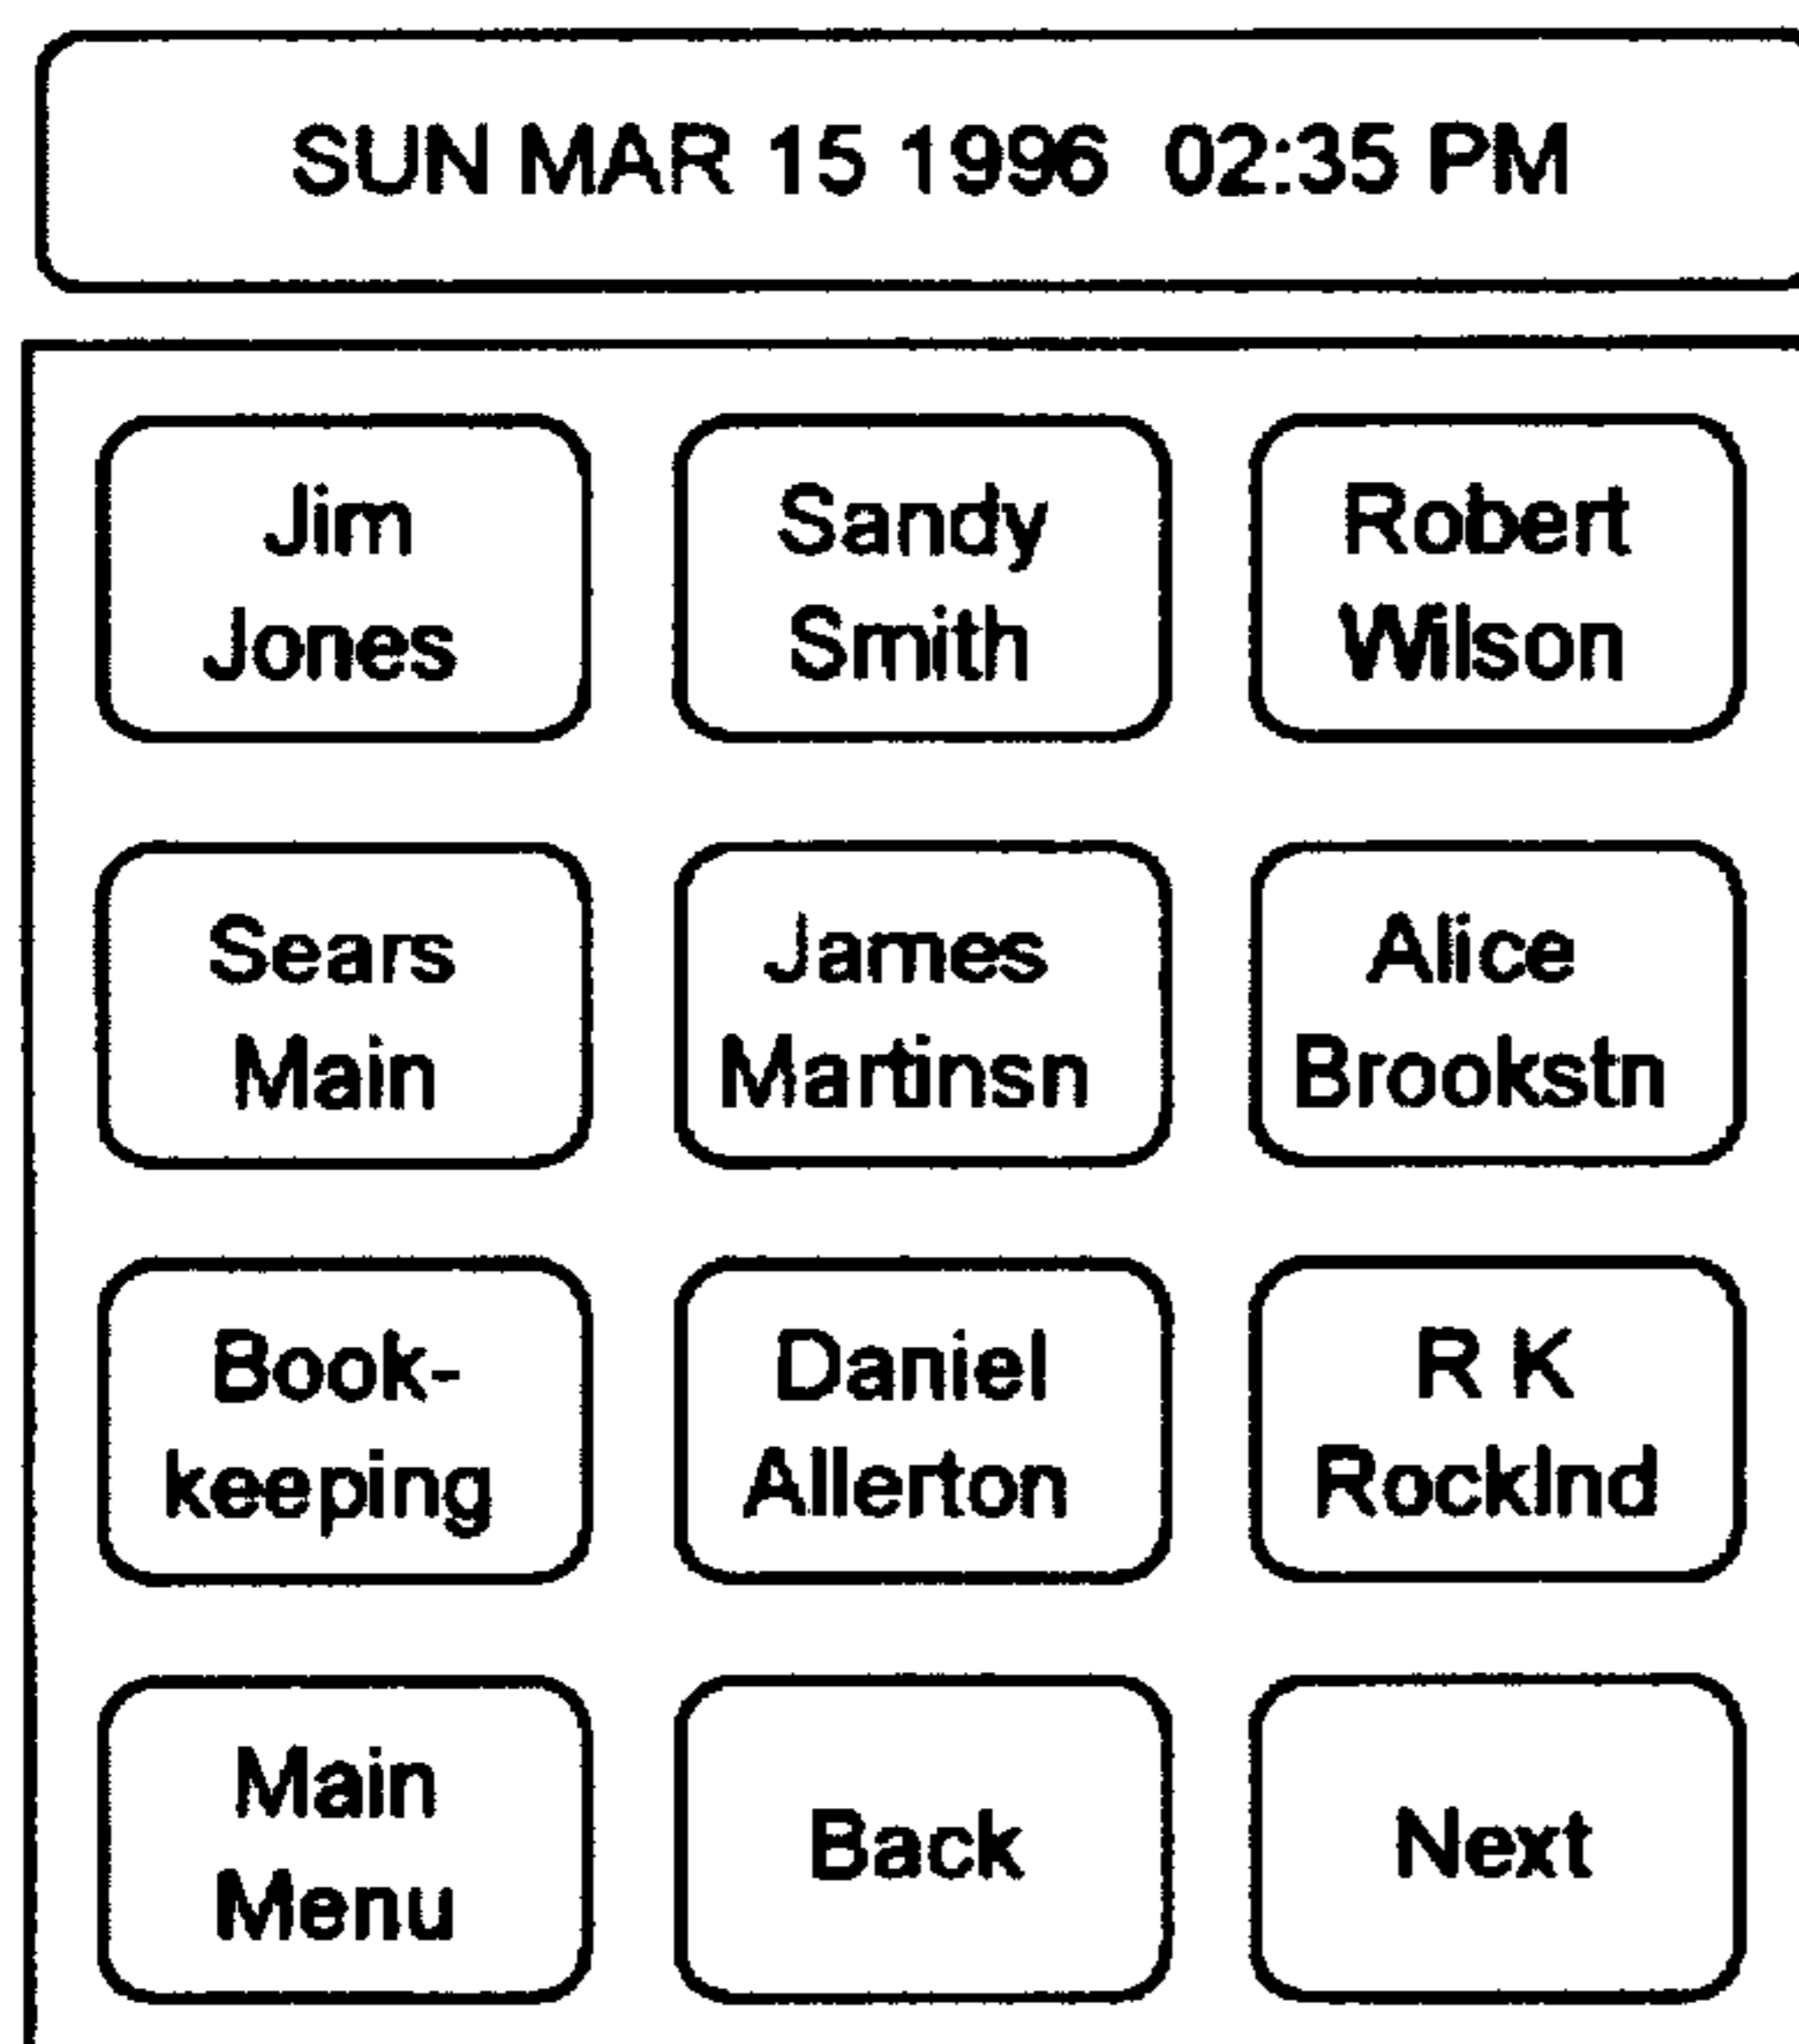 SUN MAR 15 1996 02:35 PM
Jim
Jones
Sandy
Smith
Robert
Wilson
Sears
Main
James
Martinsn
Alice
Brookstn
Book-
keeping
Daniel
Allerton
R K
Rocklnd
Main
Menu
Back
Next